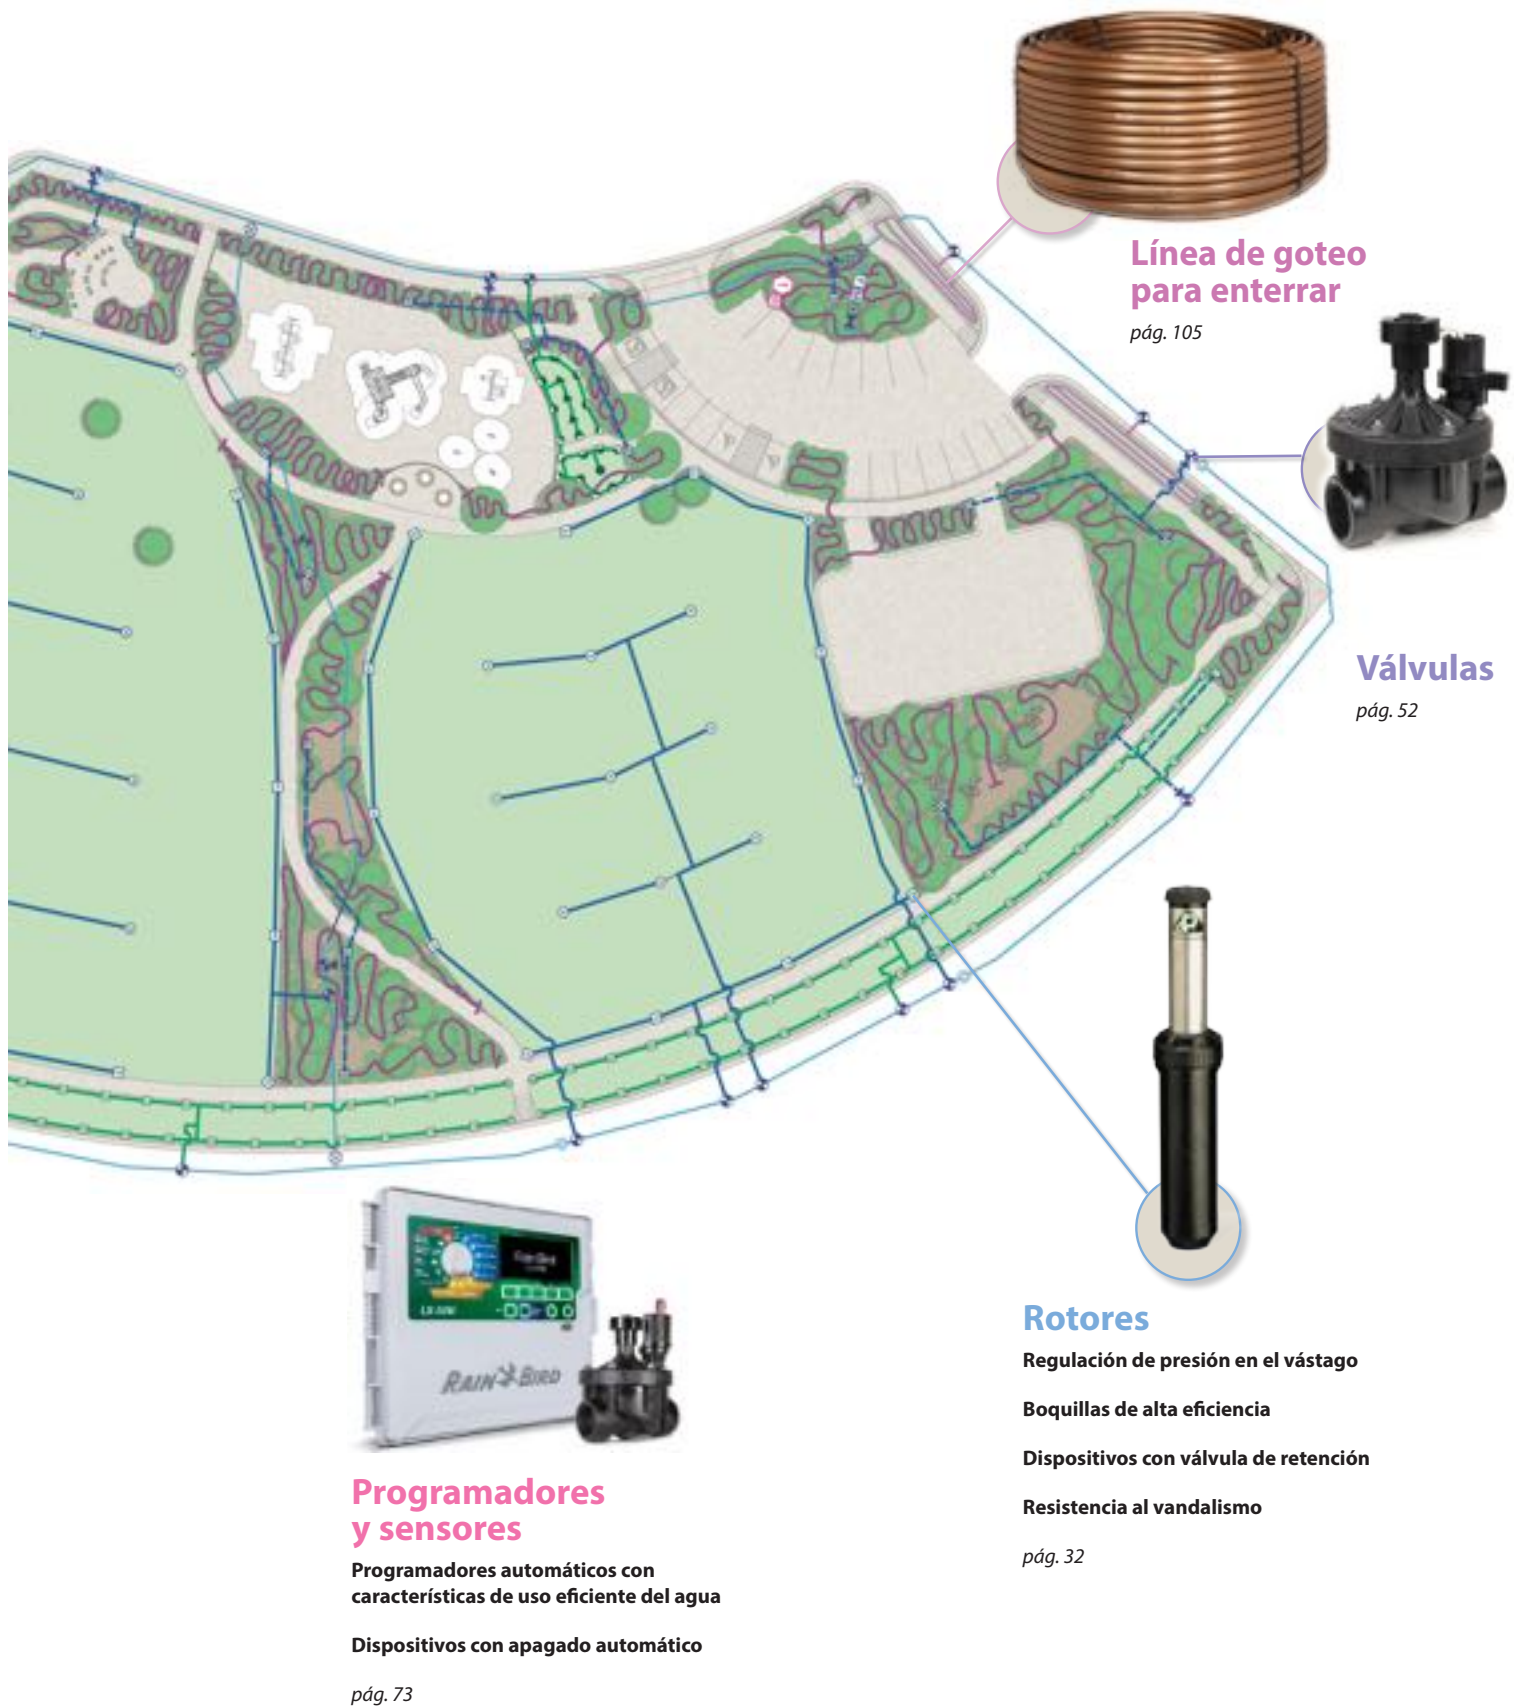 Línea de goteo
para enterrar
pág. 105
Válvulas
pág. 52
RAIN BIRD
Rotores
Regulación de presión en el vástago
Boquillas de alta eficiencia
Dispositivos con válvula de retención
Resistencia al vandalismo
pág. 32
Programadores
y sensores
Programadores automáticos con
características de uso eficiente del agua
Dispositivos con apagado automático
pág. 73